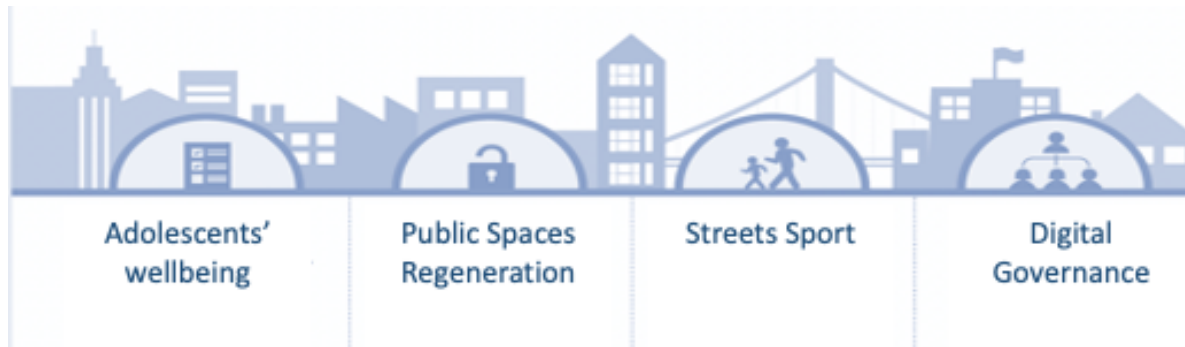 Adolescents’
wellbeing
Public Spaces
Regeneration
Streets Sport
Digital
Governance